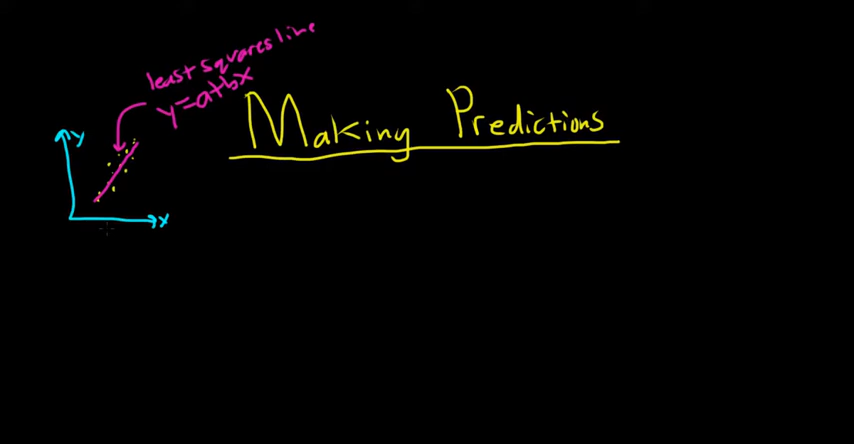 least squares line
y=a+bx
Making Predictions
y
x